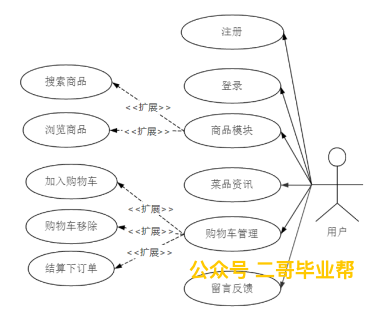 注册
登录
搜索商品
<<扩展>>
商品模块
浏览商品
<<扩展>>
加入购物车
菜品资讯
<<扩展>>
购物车移除
<<扩展>>
购物车管理
用户
<<扩展>>
结算下订单
公众号 二哥毕业帮
留言反馈